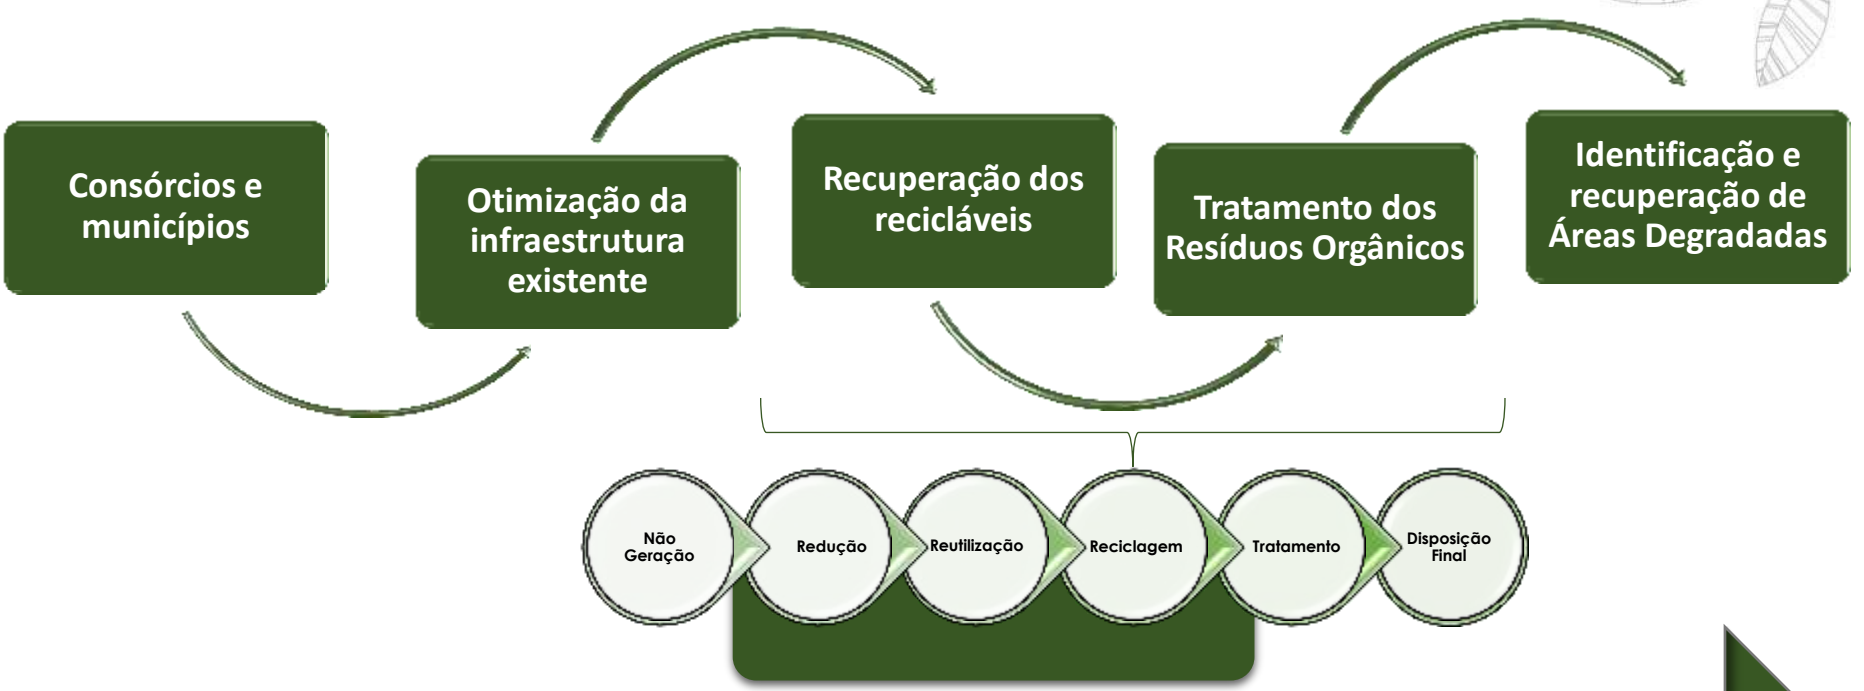 Consórcios e
municípios
Otimização da
infraestrutura
existente
Recuperação dos
recicláveis
Tratamento dos
Resíduos Orgânicos
Identificação e
recuperação de
Áreas Degradadas
Não
Geração
Redução
Reutilização
Reciclagem
Tratamento
Disposição
Final